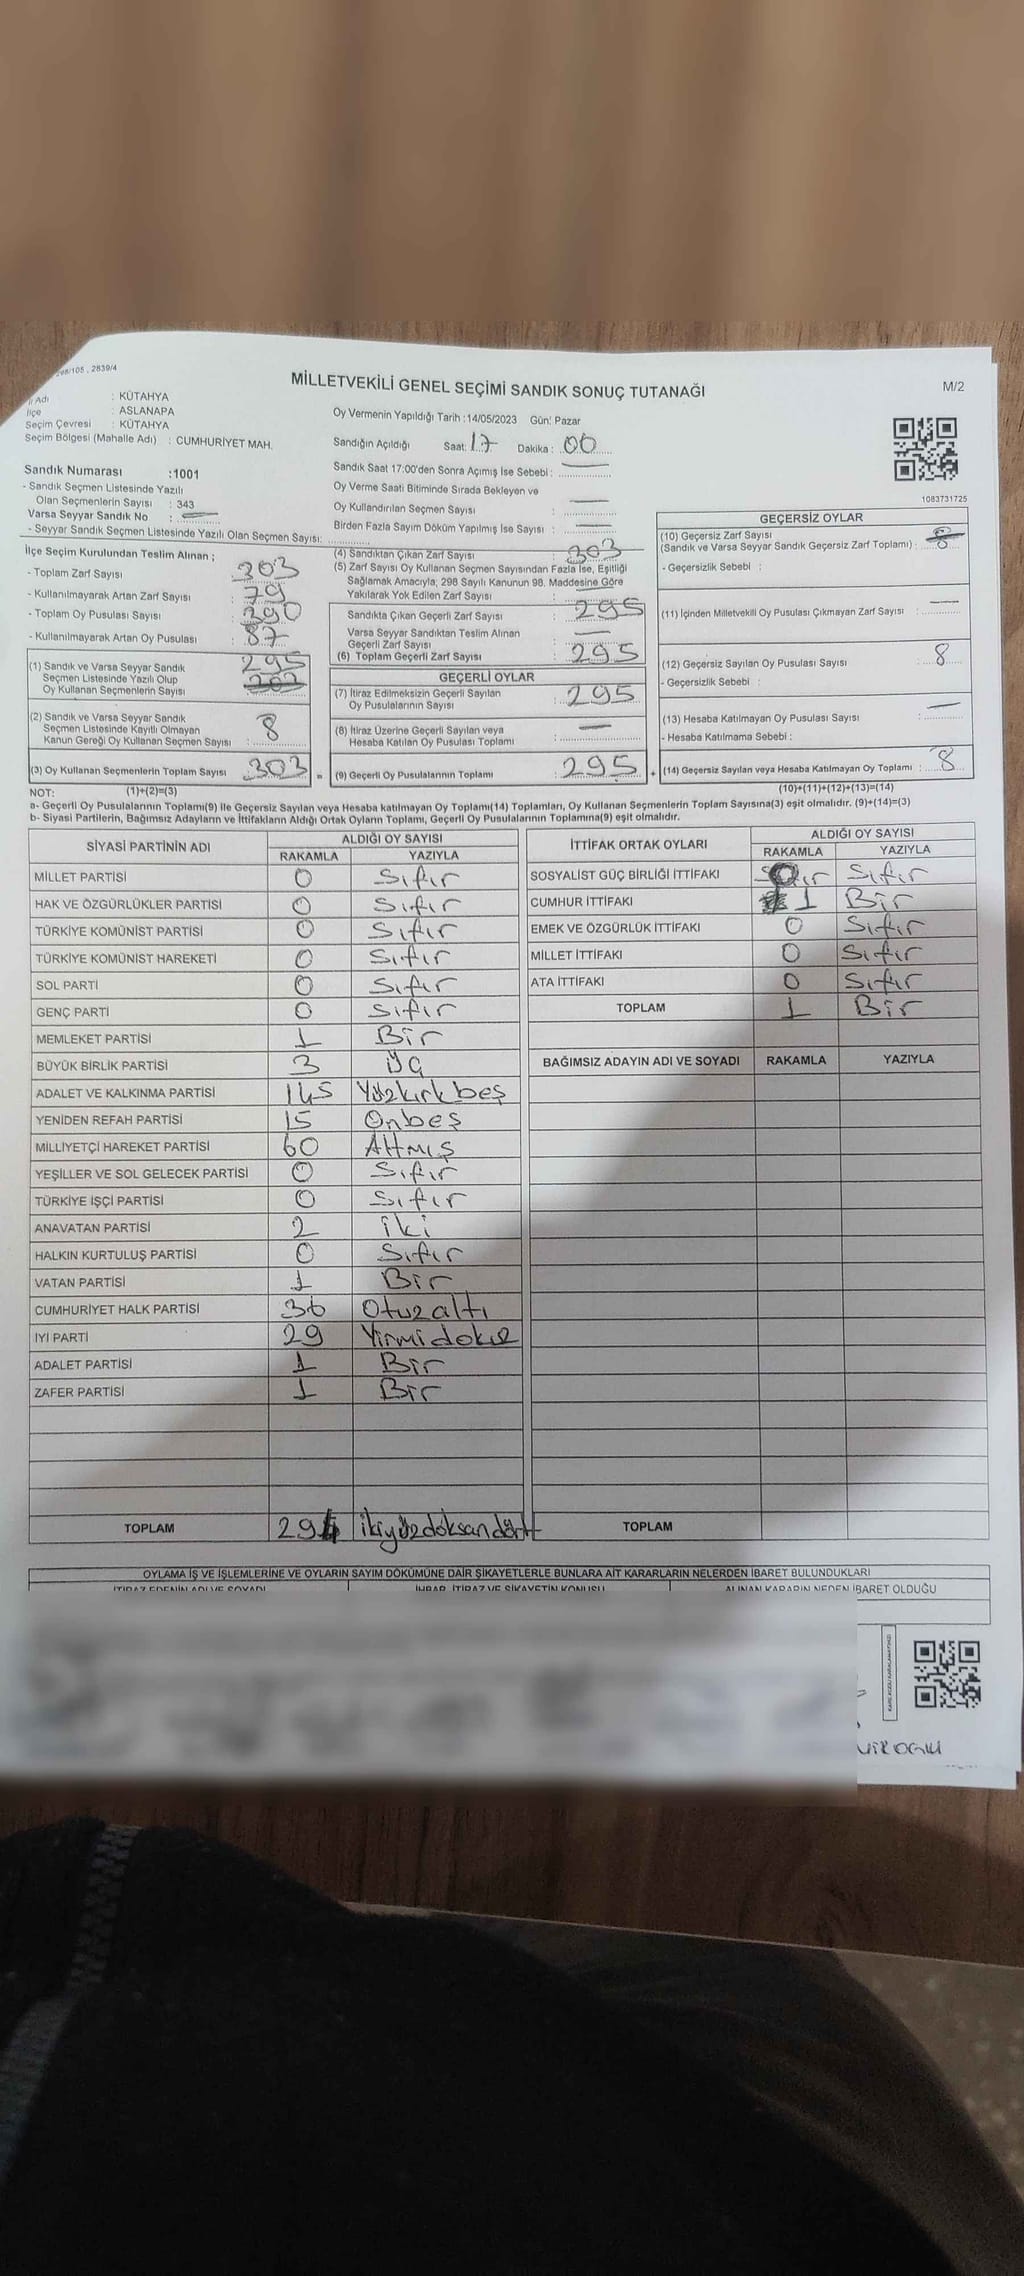 298/105 , 2839/4
MİLLETVEKİLİ GENEL SEÇİMİ SANDIK SONUÇ TUTANAĞI
M/2
İl Adı : KÜTAHYA
İlçe : ASLANAPA
Seçim Çevresi : KÜTAHYA
Seçim Bölgesi (Mahalle Adı) : CUMHURİYET MAH.
Sandık Numarası :1001
- Sandık Seçmen Listesinde Yazılı
Olan Seçmenlerin Sayısı : 343
Varsa Seyyar Sandık No :
- Seyyar Sandık Seçmen Listesinde Yazılı Olan Seçmen Sayısı:
Oy Vermenin Yapıldığı Tarih :14/05/2023 Gün: Pazar
Sandığın Açıldığı Saat: 17 Dakika : 00
Sandık Saat 17:00'den Sonra Açımış İse Sebebi :
Oy Verme Saati Bitiminde Sırada Bekleyen ve
Oy Kullandırılan Seçmen Sayısı :
Birden Fazla Sayım Döküm Yapılmış İse Sayısı :
1083731725
İlçe Seçim Kurulundan Teslim Alınan ;
- Toplam Zarf Sayısı : 303
- Kullanılmayarak Artan Zarf Sayısı : 79
- Toplam Oy Pusulası Sayısı : 390
- Kullanılmayarak Artan Oy Pusulası : 87
(1) Sandık ve Varsa Seyyar Sandık 295
Seçmen Listesinde Yazılı Olup
Oy Kullanan Seçmenlerin Sayısı
(2) Sandık ve Varsa Seyyar Sandık
Seçmen Listesinde Kayıtlı Olmayan
Kanun Gereği Oy Kullanan Seçmen Sayısı : 8
(3) Oy Kullanan Seçmenlerin Toplam Sayısı : 303 =
(4) Sandıktan Çıkan Zarf Sayısı : 303
(5) Zarf Sayısı Oy Kullanan Seçmen Sayısından Fazla İse, Eşitliği
Sağlamak Amacıyla, 298 Sayılı Kanunun 98. Maddesine Göre
Yakılarak Yok Edilen Zarf Sayısı :
Sandıkta Çıkan Geçerli Zarf Sayısı : 295
Varsa Seyyar Sandıktan Teslim Alınan
Geçerli Zarf Sayısı :
(6) Toplam Geçerli Zarf Sayısı : 295
GEÇERLİ OYLAR
(7) İtiraz Edilmeksizin Geçerli Sayılan
Oy Pusulalarının Sayısı : 295
(8) İtiraz Üzerine Geçerli Sayılan veya
Hesaba Katılan Oy Pusulası Toplamı :
(9) Geçerli Oy Pusulalarının Toplamı : 295 +
GEÇERSİZ OYLAR
(10) Geçersiz Zarf Sayısı
(Sandık ve Varsa Seyyar Sandık Geçersiz Zarf Toplamı) :
- Geçersizlik Sebebi :
(11) İçinden Milletvekili Oy Pusulası Çıkmayan Zarf Sayısı :
(12) Geçersiz Sayılan Oy Pusulası Sayısı : 8
- Geçersizlik Sebebi :
(13) Hesaba Katılmayan Oy Pusulası Sayısı :
- Hesaba Katılmama Sebebi :
(14) Geçersiz Sayılan veya Hesaba Katılmayan Oy Toplamı : 8
NOT: (1)+(2)=(3) (10)+(11)+(12)+(13)=(14)
a- Geçerli Oy Pusulalarının Toplamı(9) ile Geçersiz Sayılan veya Hesaba katılmayan Oy Toplamı(14) Toplamları, Oy Kullanan Seçmenlerin Toplam Sayısına(3) eşit olmalıdır. (9)+(14)=(3)
b- Siyasi Partilerin, Bağımsız Adayların ve İttifakların Aldığı Ortak Oyların Toplamı, Geçerli Oy Pusulalarının Toplamına(9) eşit olmalıdır.
SİYASİ PARTİNİN ADI ALDIĞI OY SAYISI
RAKAMLA YAZIYLA
MİLLET PARTİSİ 0 Sıfır
HAK VE ÖZGÜRLÜKLER PARTİSİ 0 Sıfır
TÜRKİYE KOMÜNİST PARTİSİ 0 Sıfır
TÜRKİYE KOMÜNİST HAREKETİ 0 Sıfır
SOL PARTİ 0 Sıfır
GENÇ PARTİ 0 Sıfır
MEMLEKET PARTİSİ 1 Bir
BÜYÜK BİRLİK PARTİSİ 3 Üç
ADALET VE KALKINMA PARTİSİ 145 Yüzkırkbeş
YENİDEN REFAH PARTİSİ 15 Onbeş
MİLLİYETÇİ HAREKET PARTİSİ 60 Altmış
YEŞİLLER VE SOL GELECEK PARTİSİ 0 Sıfır
TÜRKİYE İŞÇİ PARTİSİ 0 Sıfır
ANAVATAN PARTİSİ 2 iki
HALKIN KURTULUŞ PARTİSİ 0 Sıfır
VATAN PARTİSİ 1 Bir
CUMHURİYET HALK PARTİSİ 36 Otuzaltı
İYİ PARTİ 29 Yirmidokuz
ADALET PARTİSİ 1 Bir
ZAFER PARTİSİ 1 Bir
TOPLAM 294 ikiyüzdoksandört
İTTİFAK ORTAK OYLARI ALDIĞI OY SAYISI
RAKAMLA YAZIYLA
SOSYALİST GÜÇ BİRLİĞİ İTTİFAKI 0 Sıfır
CUMHUR İTTİFAKI 1 Bir
EMEK VE ÖZGÜRLÜK İTTİFAKI 0 Sıfır
MİLLET İTTİFAKI 0 Sıfır
ATA İTTİFAKI 0 Sıfır
TOPLAM 1 Bir
BAĞIMSIZ ADAYIN ADI VE SOYADI RAKAMLA YAZIYLA
TOPLAM
OYLAMA İŞ VE İŞLEMLERİNE VE OYLARIN SAYIM DÖKÜMÜNE DAİR ŞİKAYETLERLE BUNLARA AİT KARARLARIN NELERDEN İBARET BULUNDUKLARI
İTİRAZ EDENİN ADI VE SOYADI İHBAR, İTİRAZ VE ŞİKAYETİN KONUSU ALINAN KARARIN NEDEN İBARET OLDUĞU